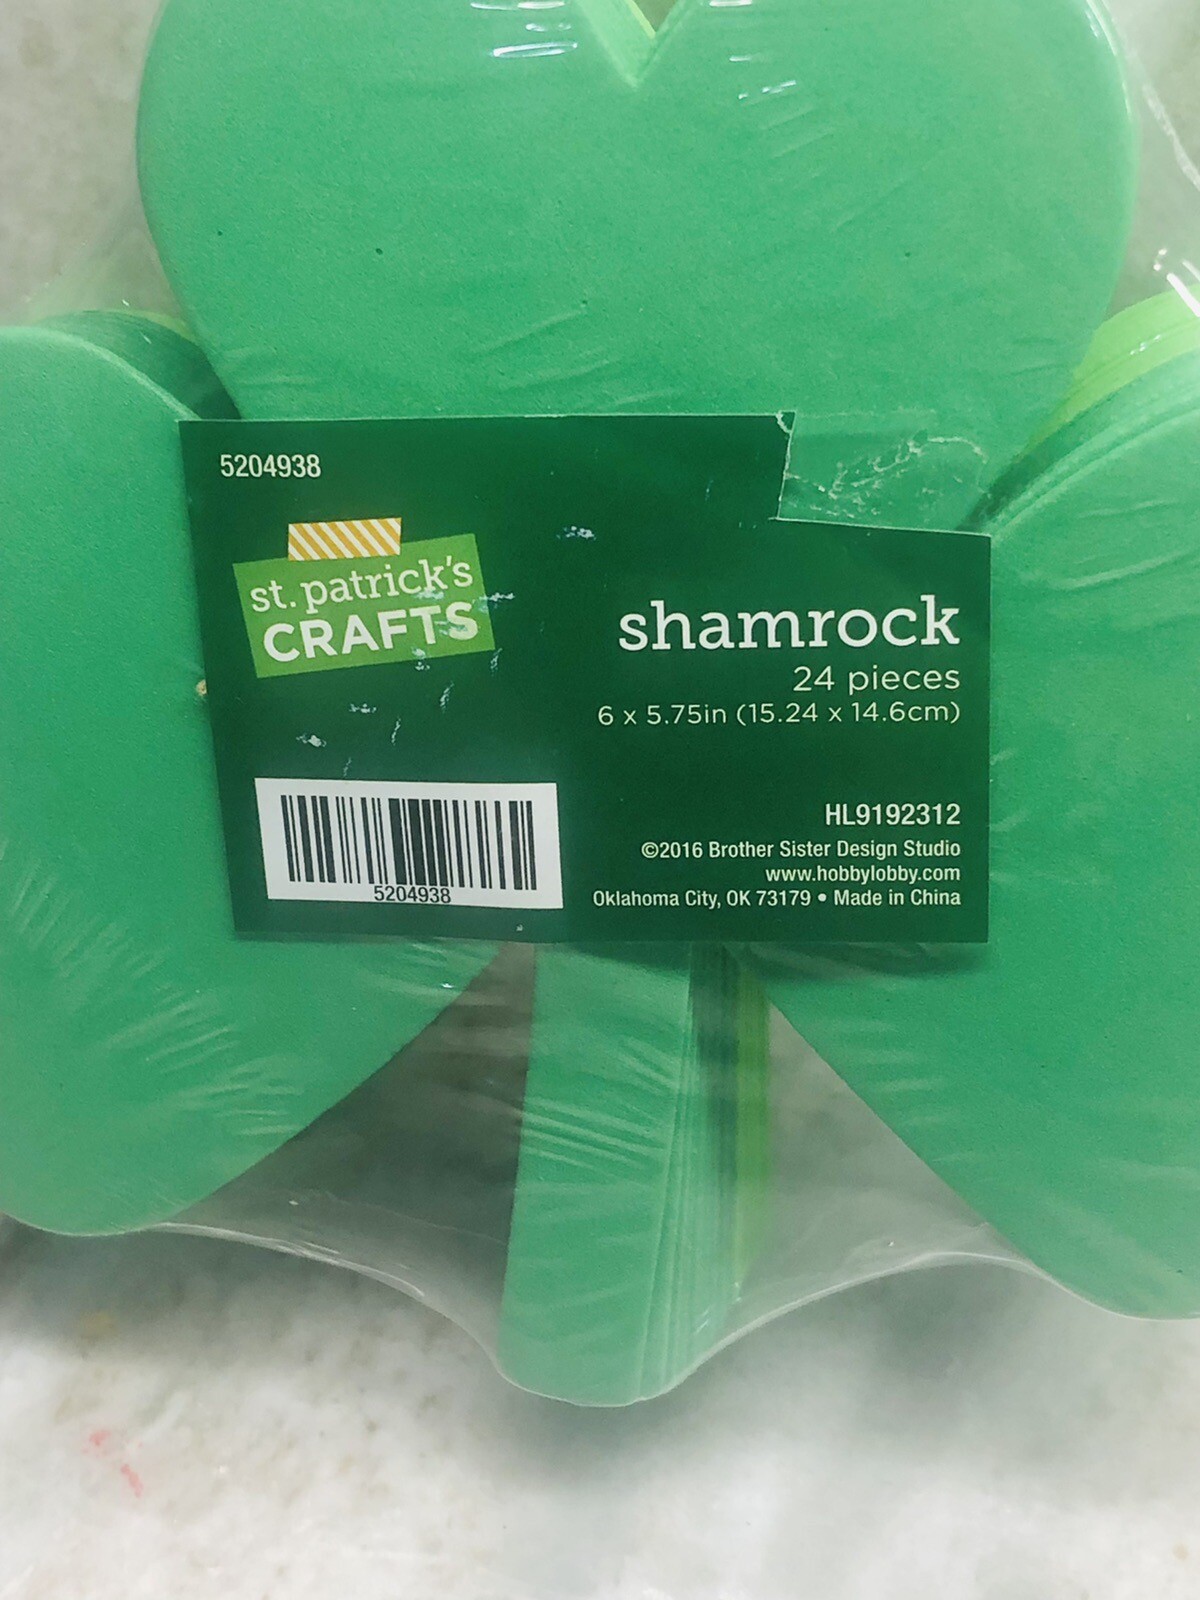 5204938
st. patrick's
CRAFTS
shamrock
24 pieces
6 x 5.75in (15.24 x 14.6cm)
5204938
HL9192312
©2016 Brother Sister Design Studio
www.hobbylobby.com
Oklahoma City, OK 73179 • Made in China